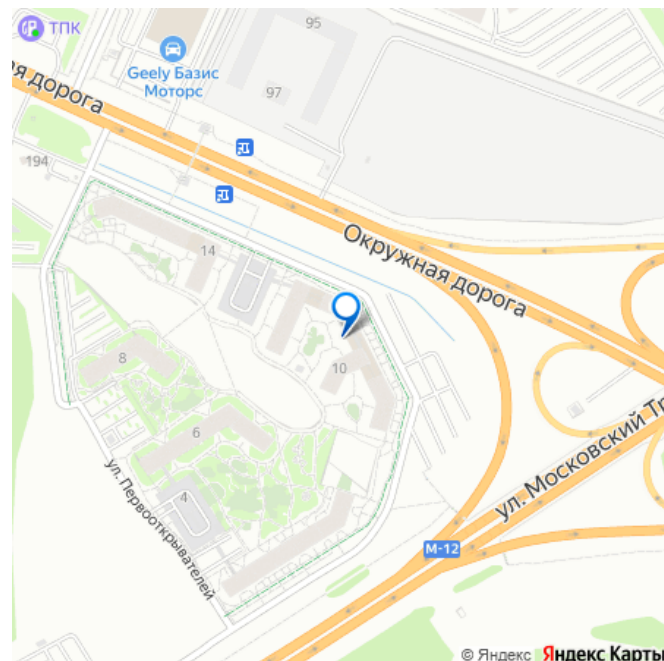 ТПК
95
Geely Базис
Моторс
97
ая дорога
194
Окружная дорога
14
10
8
6
4
ул. Первооткрывателей
ул. Московский Тр
М-12
© Яндекс Яндекс Карты